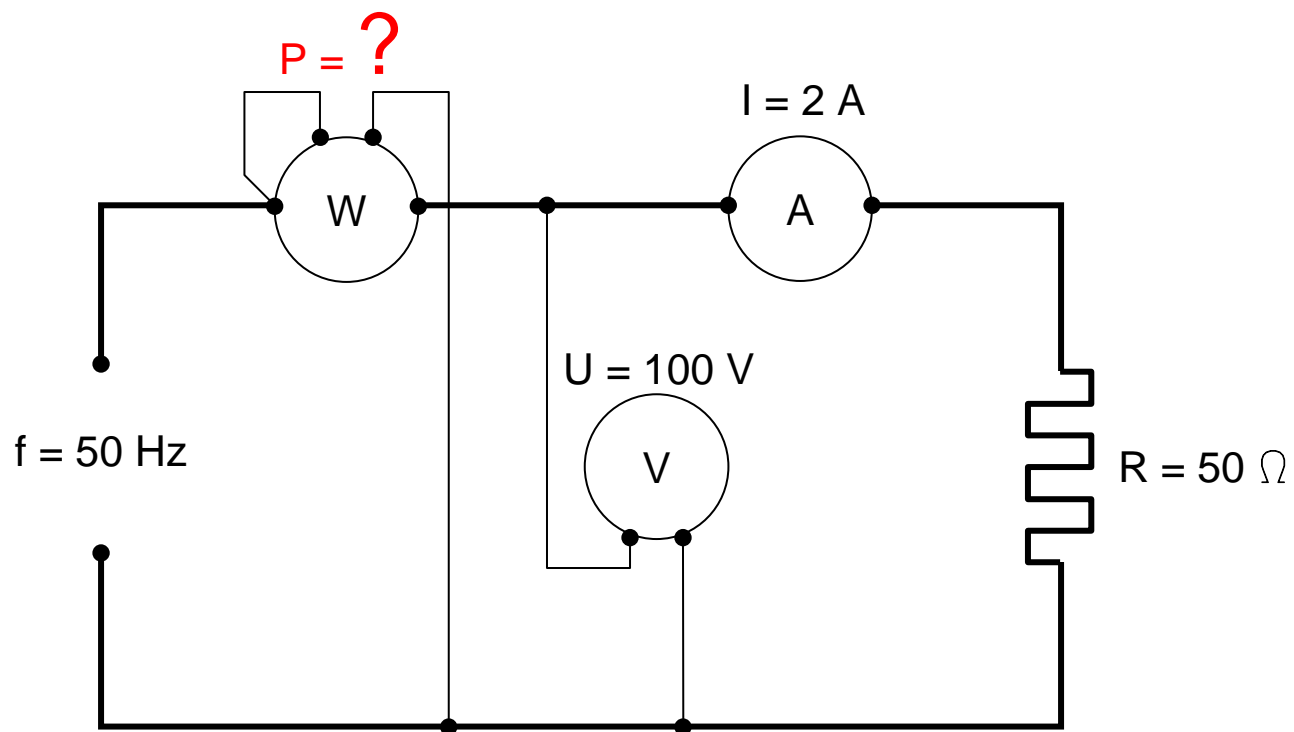 P = ?
I = 2 A
W
A
U = 100 V
f = 50 Hz
V
R = 50 Ω